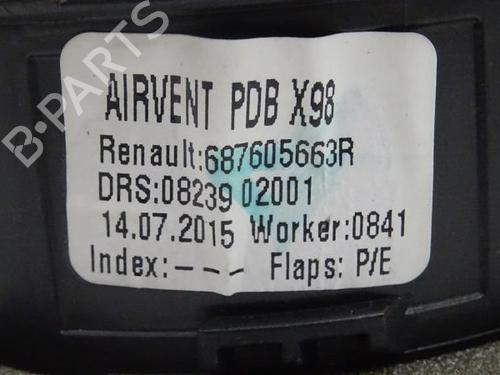 B-PARTS
AIRVENT PDB X98
Renault:687605663R
DRS:08239 02001
14.07.2015 Worker:0841
Index:--- Flaps: P/E